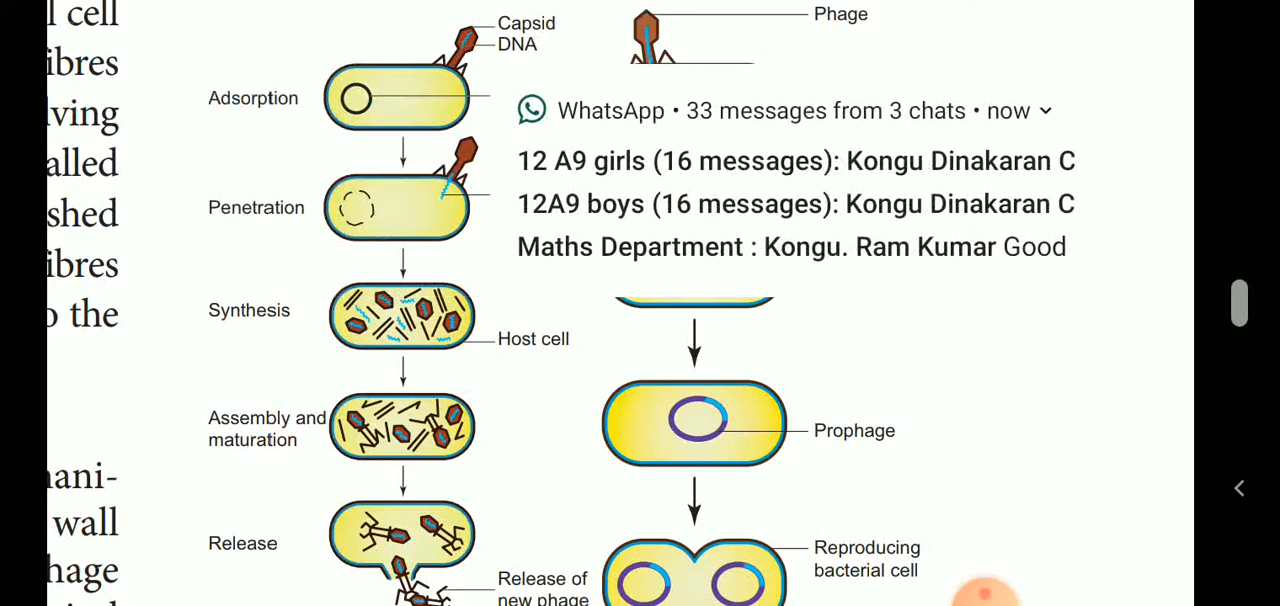 l cell
ibres
lving
alled
shed
ibres
o the
nani-
wall
hage
Capsid
DNA
Adsorption
Penetration
Synthesis
Host cell
Assembly and
maturation
Release
Release of
new phage
Phage
WhatsApp • 33 messages from 3 chats • now
12 A9 girls (16 messages): Kongu Dinakaran C
12A9 boys (16 messages): Kongu Dinakaran C
Maths Department : Kongu. Ram Kumar Good
Prophage
Reproducing
bacterial cell